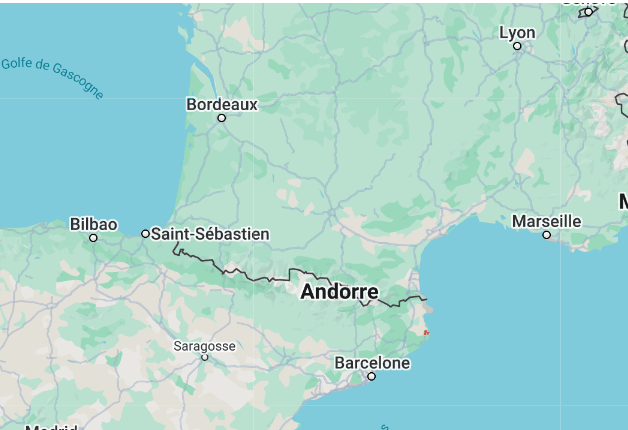 Lyon
Golfe de Gascogne
Bordeaux
Bilbao
Saint-Sébastien
Marseille
Andorre
Saragosse
Barcelone